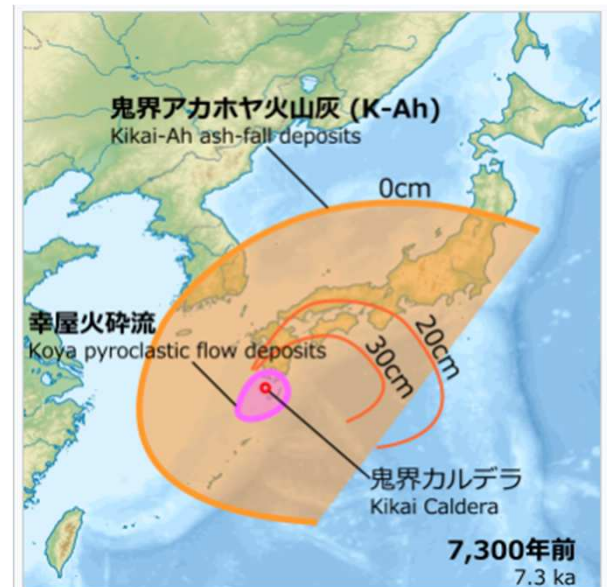 鬼界アカホヤ火山灰 (K-Ah)
Kikai-Ah ash-fall deposits
0cm
幸屋火砕流
Koya pyroclastic flow deposits
20cm
30cm
鬼界カルデラ
Kikai Caldera
7,300年前
7.3 ka